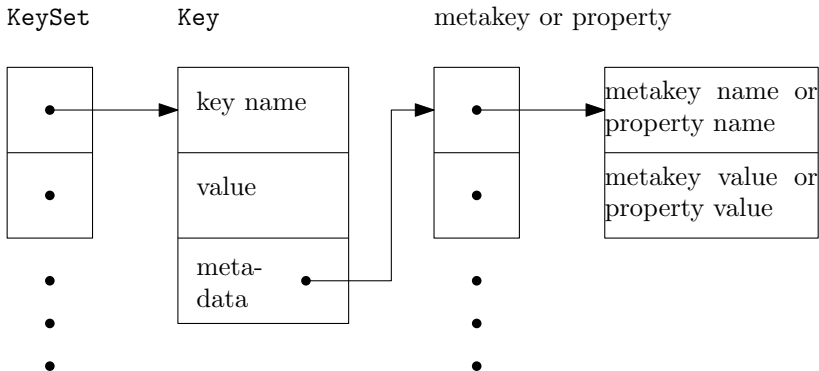 KeySet
Key
metakey or property
key name
value
meta-
data
metakey name or
property name
metakey value or
property value